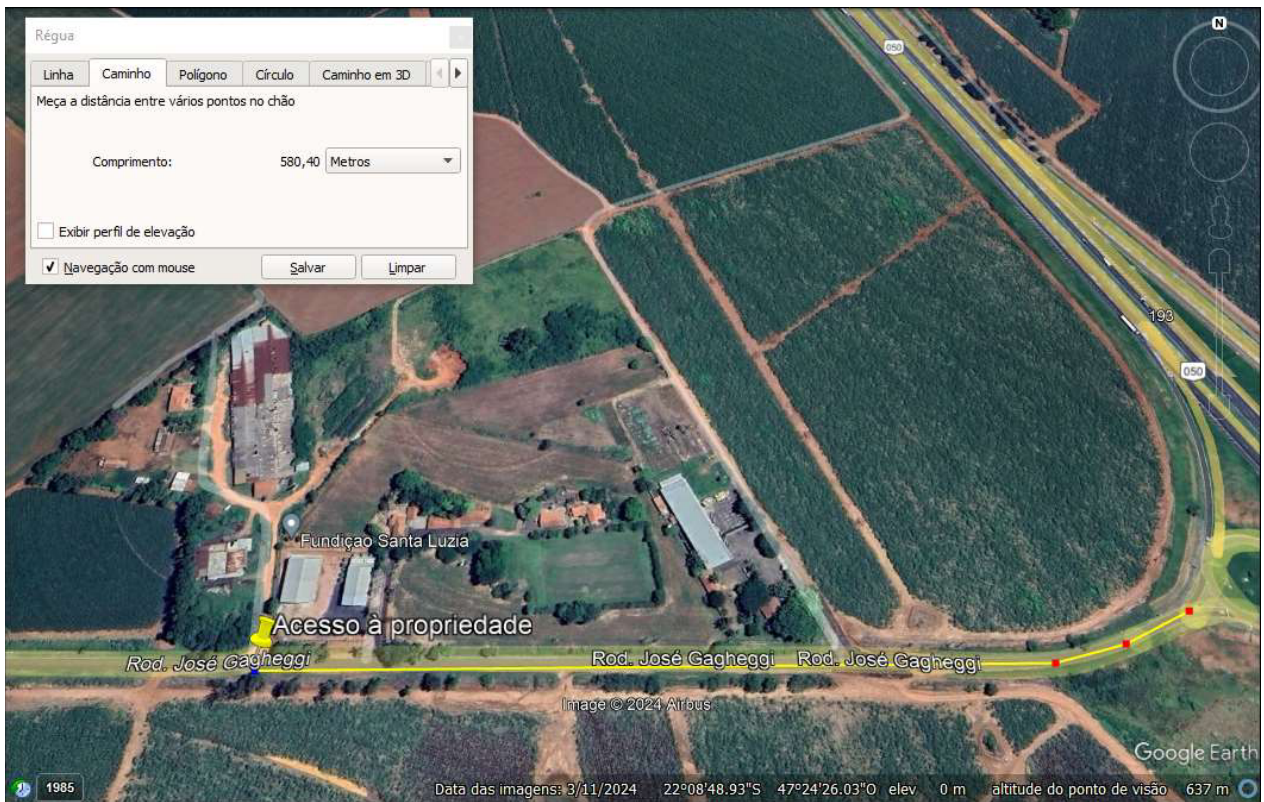 Régua
Linha Caminho Polígono Círculo Caminho em 3D
Meça a distância entre vários pontos no chão
Comprimento: 580,40 Metros
Exibir perfil de elevação
Navegação com mouse Salvar Limpar
N
050
193
050
Fundiçao Santa Luzia
Acesso à propriedade
Rod. José Gagheggi
Rod. José Gagheggi
Rod. José Gagheggi
Image © 2024 Airbus
Google Earth
1985
Data das imagens: 3/11/2024 22°08'48.93"S 47°24'26.03"O elev 0 m altitude do ponto de visão 637 m